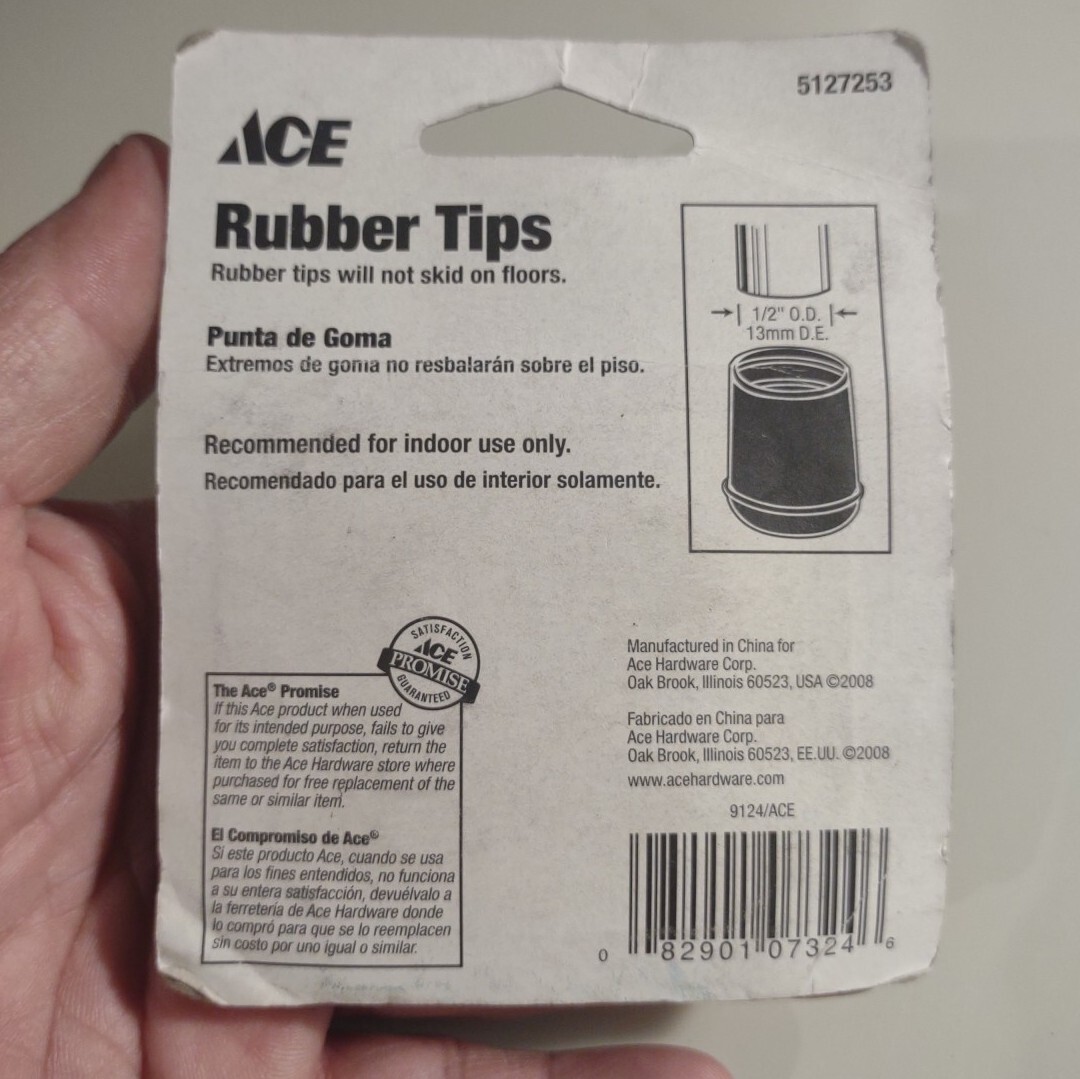 5127253
ACE
Rubber Tips
Rubber tips will not skid on floors.
Punta de Goma
Extremos de goma no resbalarán sobre el piso.
Recommended for indoor use only.
Recomendado para el uso de interior solamente.
1/2" O.D.
13mm D.E.
SATISFACTION
ACE
PROMISE
GUARANTEED
The Ace® Promise
If this Ace product when used
for its intended purpose, fails to give
you complete satisfaction, return the
item to the Ace Hardware store where
purchased for free replacement of the
same or similar item.
El Compromiso de Ace®
Si este producto Ace, cuando se usa
para los fines entendidos, no funciona
a su entera satisfacción, devuélvalo a
la ferretería de Ace Hardware donde
lo compró para que se lo reemplacen
sin costo por uno igual o similar.
Manufactured in China for
Ace Hardware Corp.
Oak Brook, Illinois 60523, USA ©2008
Fabricado en China para
Ace Hardware Corp.
Oak Brook, Illinois 60523, EE.UU. ©2008
www.acehardware.com
9124/ACE
0 82901 07324 6